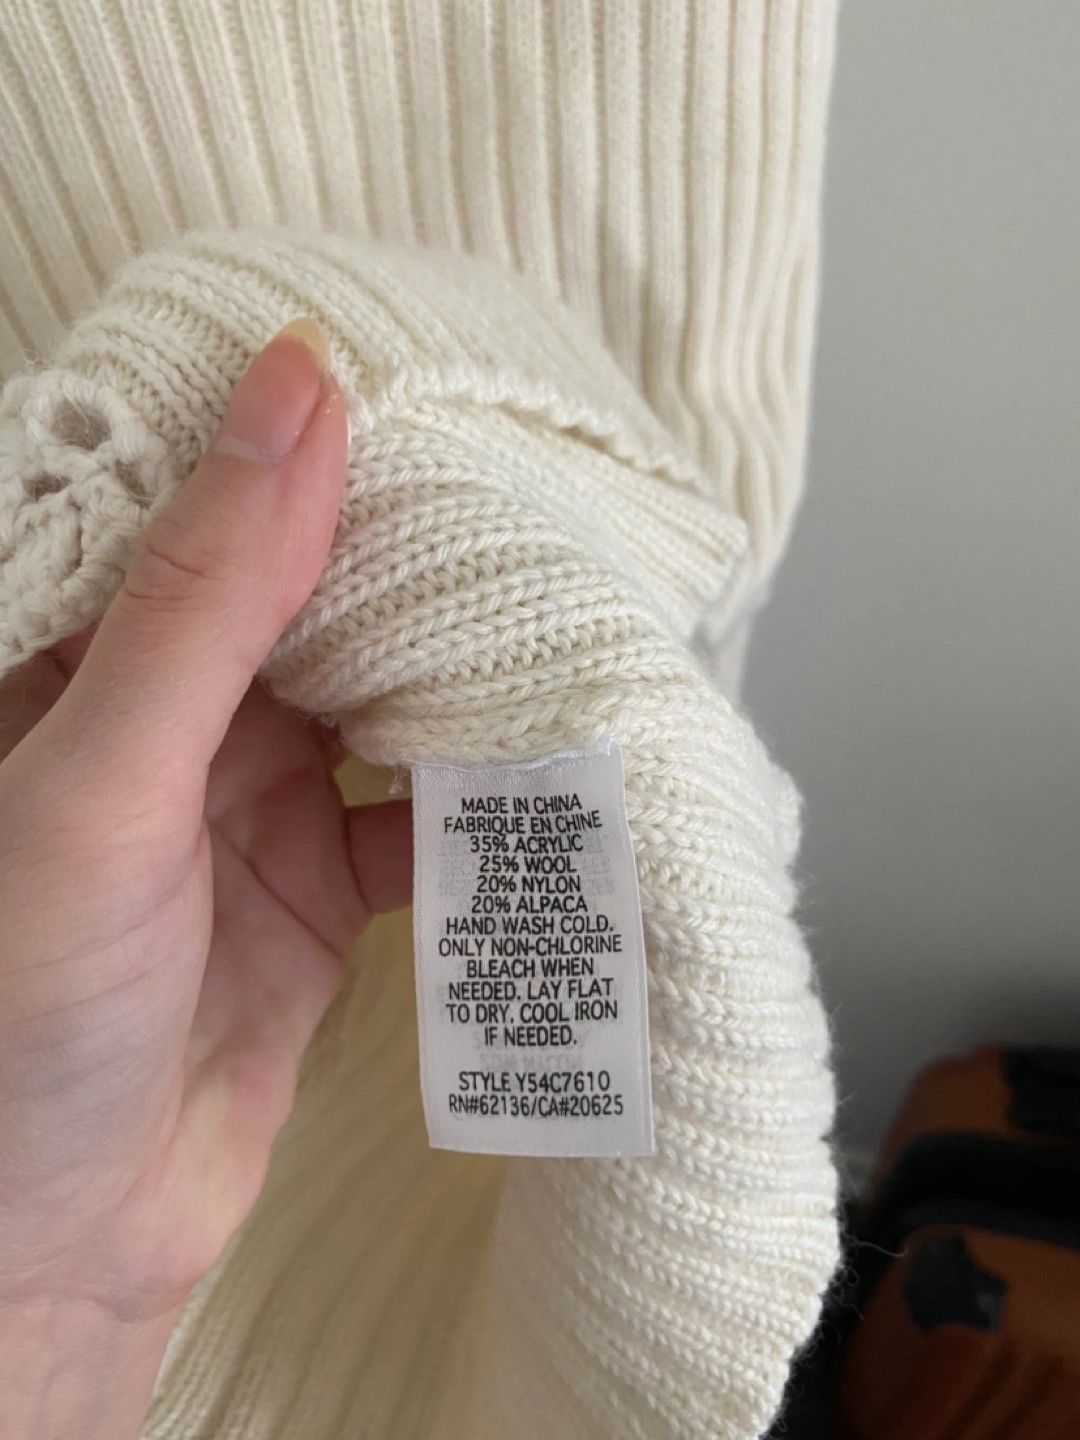 MADE IN CHINA
FABRIQUE EN CHINE
35% ACRYLIC
25% WOOL
20% NYLON
20% ALPACA
HAND WASH COLD.
ONLY NON-CHLORINE
BLEACH WHEN
NEEDED. LAY FLAT
TO DRY. COOL IRON
IF NEEDED.
STYLE Y54C7610
RN#62136/CA#20625